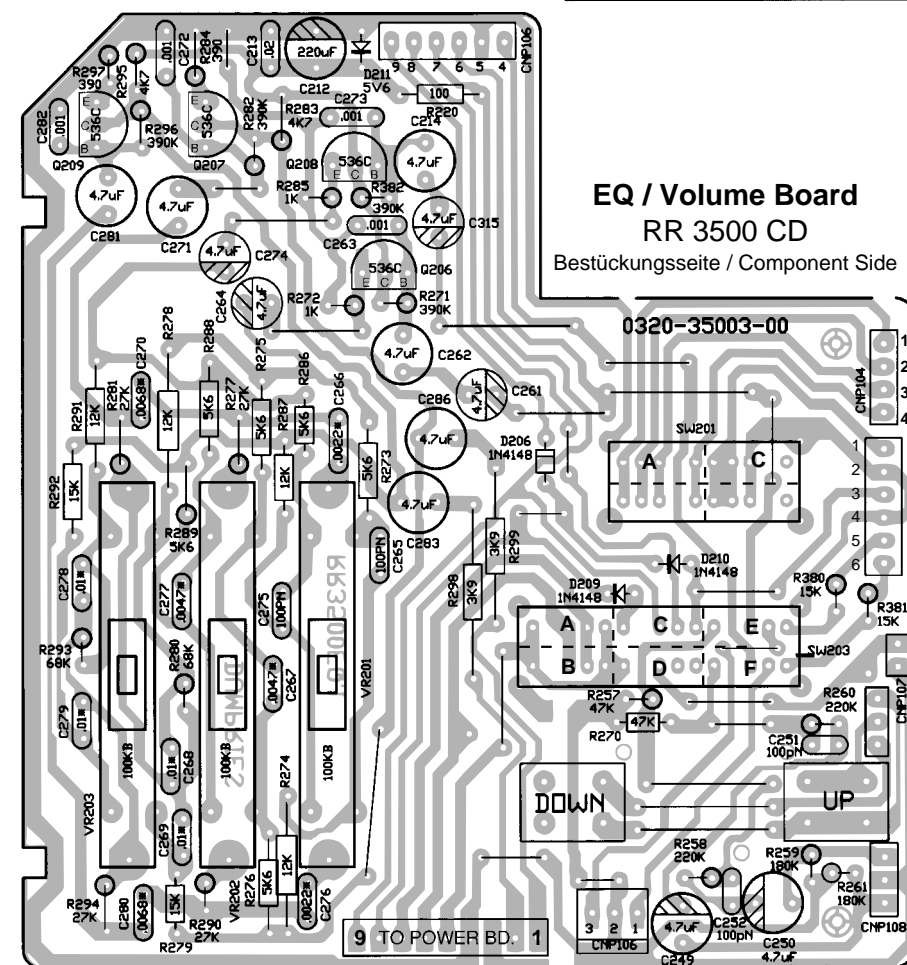 EQ / Volume Board
RR 3500 CD
Bestückungsseite / Component Side
0320-35003-00
R297
390
R295
4K7
.001
C272
R284
390
C213
.02
220uF
C212
D211
5V6
9 8 7 6 5 4
CNP106
100
R220
C282
.001
E
C
B
536C
Q209
R296
390K
E
C
B
536C
Q207
R282
390K
R283
4K7
C273
.001
C214
4.7uF
Q208
536C
E C B
R285
1K
R382
390K
4.7uF
C281
4.7uF
C271
4.7uF
C274
C263
.001
4.7uF
C315
536C
E C B
Q206
C264
4.7uF
R272
1K
R271
390K
4.7uF
C262
4.7uF
C261
C286
4.7uF
4.7uF
C283
R278
R288
R275
R286
C270
.0068*
R281
27K
R291
12K
12K
5K6
R277
27K
5K6
R287
12K
5K6
C266
.0022*
5K6
R273
R292
15K
R289
5K6
100PN
C265
C278
.01*
C277
.0047*
C275
100PN
R293
68K
R280
68K
.0047*
C267
VR201
C279
.01*
.01*
C268
R274
100KB
100KB
100KB
VR203
C269
.01*
VR202
R276
5K6
12K
R294
27K
C280
.0068*
15K
R279
R290
27K
.0022*
C276
9 TO POWER BD. 1
D206
1N4148
SW201
A
C
1
2
3
4
CNP104
1
2
3
4
5
6
3K9
R299
R298
3K9
D209
1N4148
D210
1N4148
R380
15K
R381
15K
A
C
E
B
D
F
SW203
R257
47K
47K
R270
R260
220K
C251
100pN
CNP107
DOWN
UP
R258
220K
R259
180K
R261
180K
3 2 1
CNP106
4.7uF
C249
C252
100pN
C250
4.7uF
CNP108